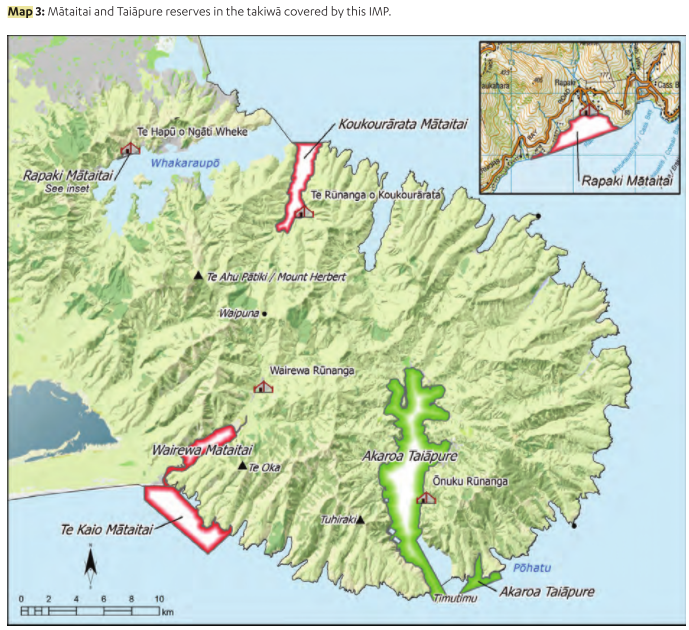 Map 3: Mātaitai and Taiāpure reserves in the takiwā covered by this IMP.
Te Hapū o Ngāti Wheke
Koukourārata Mātaitai
Rapaki
Cass B
Whakaraupō
Rapaki Mātaitai
See inset
Rapaki Mātaitai
Te Rūnanga o Koukourārata
Te Ahu Pātiki / Mount Herbert
Waipuna
Wairewa Rūnanga
Wairewa Mātaitai
Te Oka
Akaroa Taiāpure
Ōnuku Rūnanga
Te Kaio Mātaitai
Tuhiraki
Pōhatu
Akaroa Taiāpure
Timutimu
0 2 4 6 8 10
km